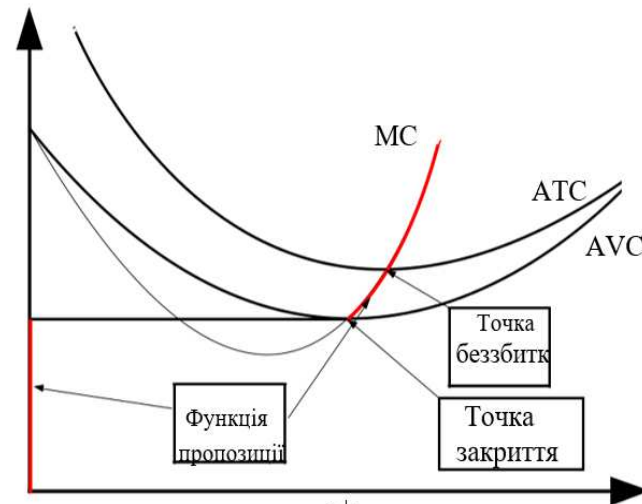 MC
ATC
AVC
Точка
беззбитк
Функція
пропозиції
Точка
закриття